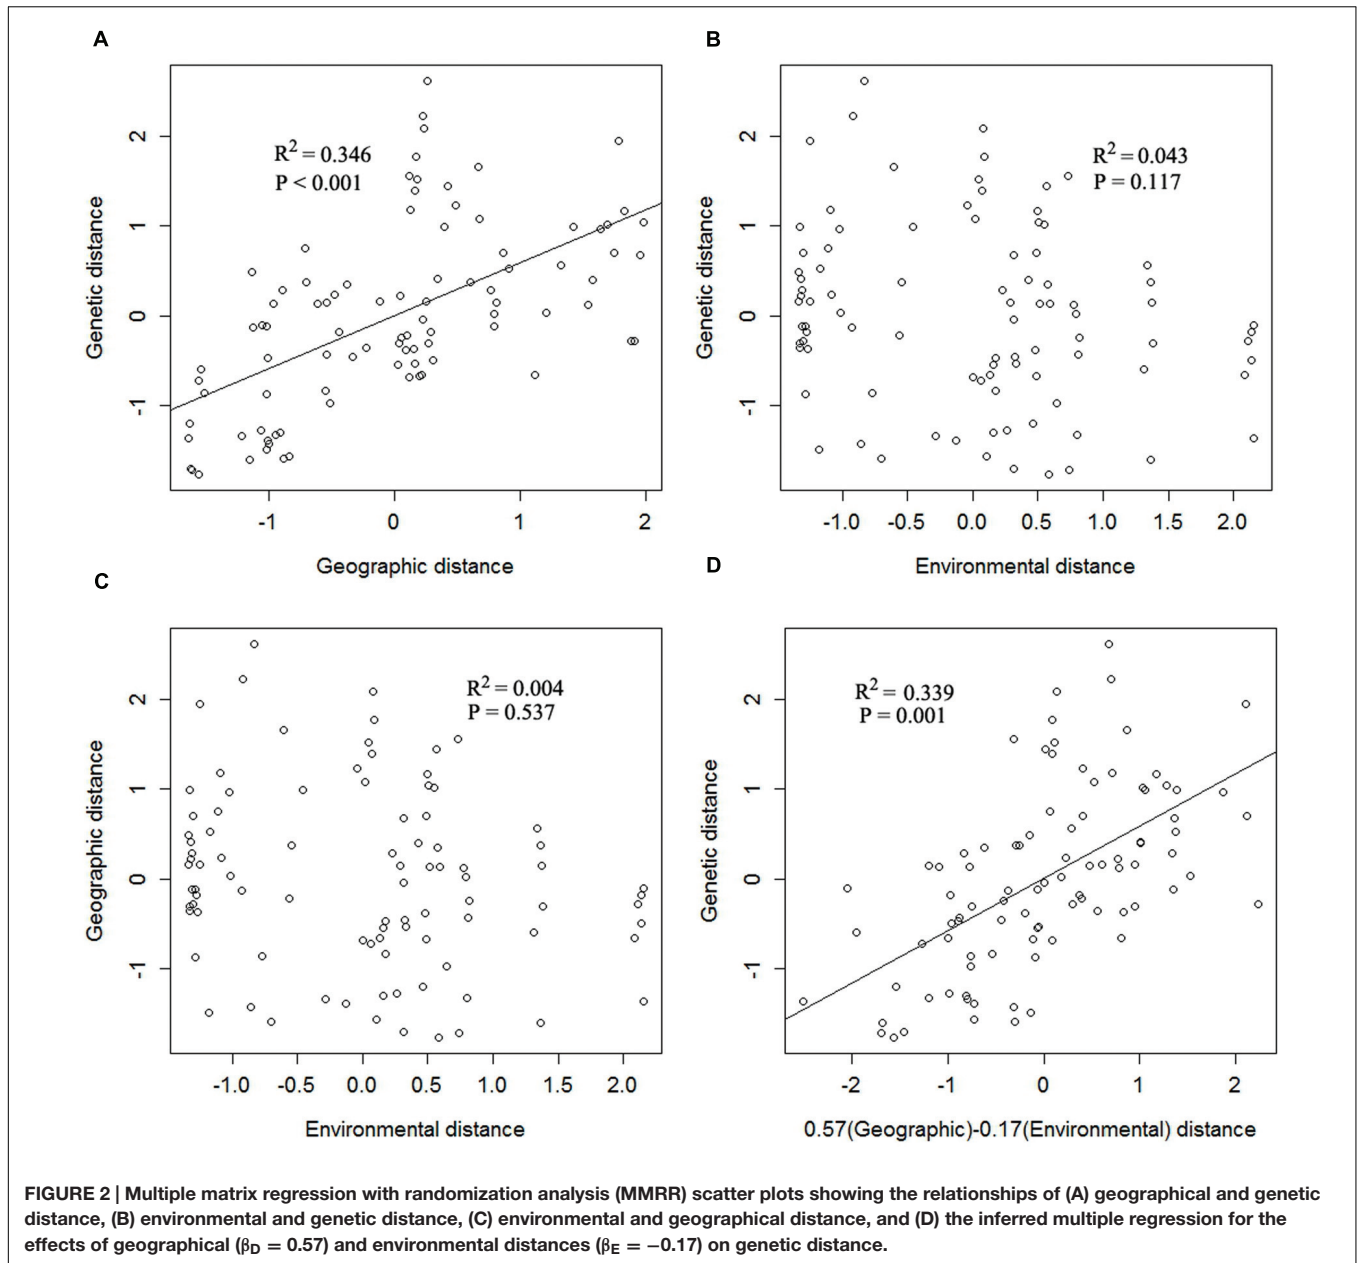 A
R² = 0.346
P < 0.001
Genetic distance
2
1
0
-1
-1 0 1 2
Geographic distance
B
R² = 0.043
P = 0.117
Genetic distance
2
1
0
-1
-1.0 -0.5 0.0 0.5 1.0 1.5 2.0
Environmental distance
C
R² = 0.004
P = 0.537
Geographic distance
2
1
0
-1
-1.0 -0.5 0.0 0.5 1.0 1.5 2.0
Environmental distance
D
R² = 0.339
P = 0.001
Genetic distance
2
1
0
-1
-2 -1 0 1 2
0.57(Geographic)-0.17(Environmental) distance
FIGURE 2 | Multiple matrix regression with randomization analysis (MMRR) scatter plots showing the relationships of (A) geographical and genetic
distance, (B) environmental and genetic distance, (C) environmental and geographical distance, and (D) the inferred multiple regression for the
effects of geographical (βD = 0.57) and environmental distances (βE = −0.17) on genetic distance.